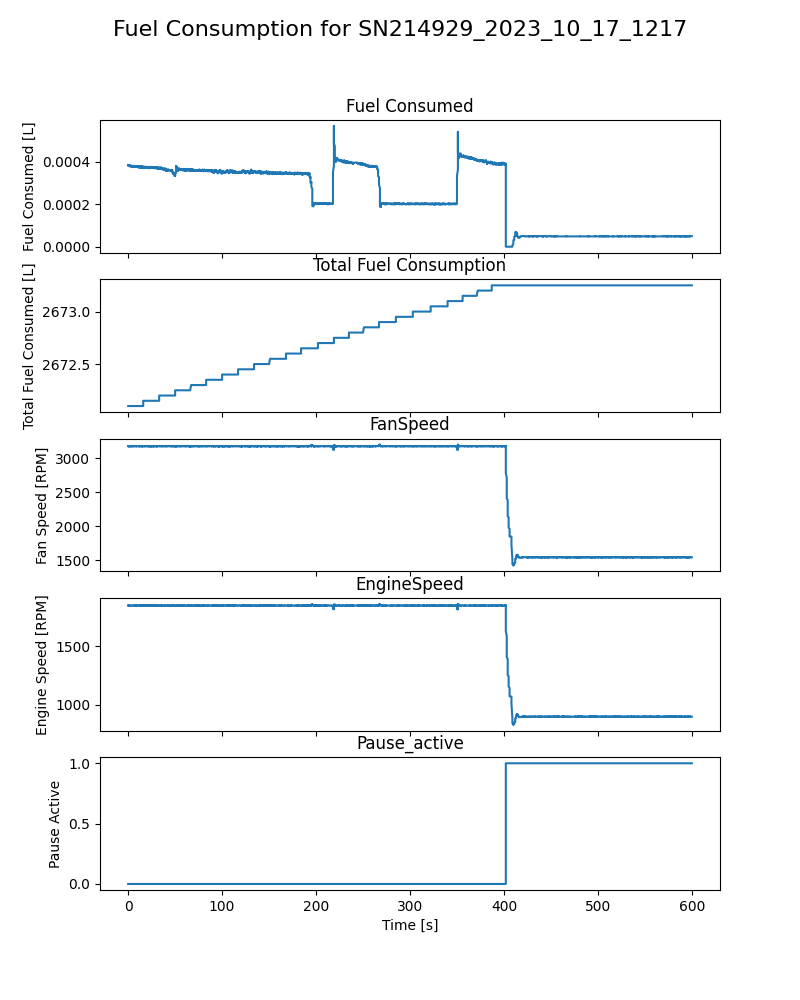 Fuel Consumption for SN214929_2023_10_17_1217
Fuel Consumed
Fuel Consumed [L]
0.0004
0.0002
0.0000
Total Fuel Consumption
Total Fuel Consumed [L]
2673.0
2672.5
FanSpeed
Fan Speed [RPM]
3000
2500
2000
1500
EngineSpeed
Engine Speed [RPM]
1500
1000
Pause_active
Pause Active
1.0
0.5
0.0
0 100 200 300 400 500 600
Time [s]